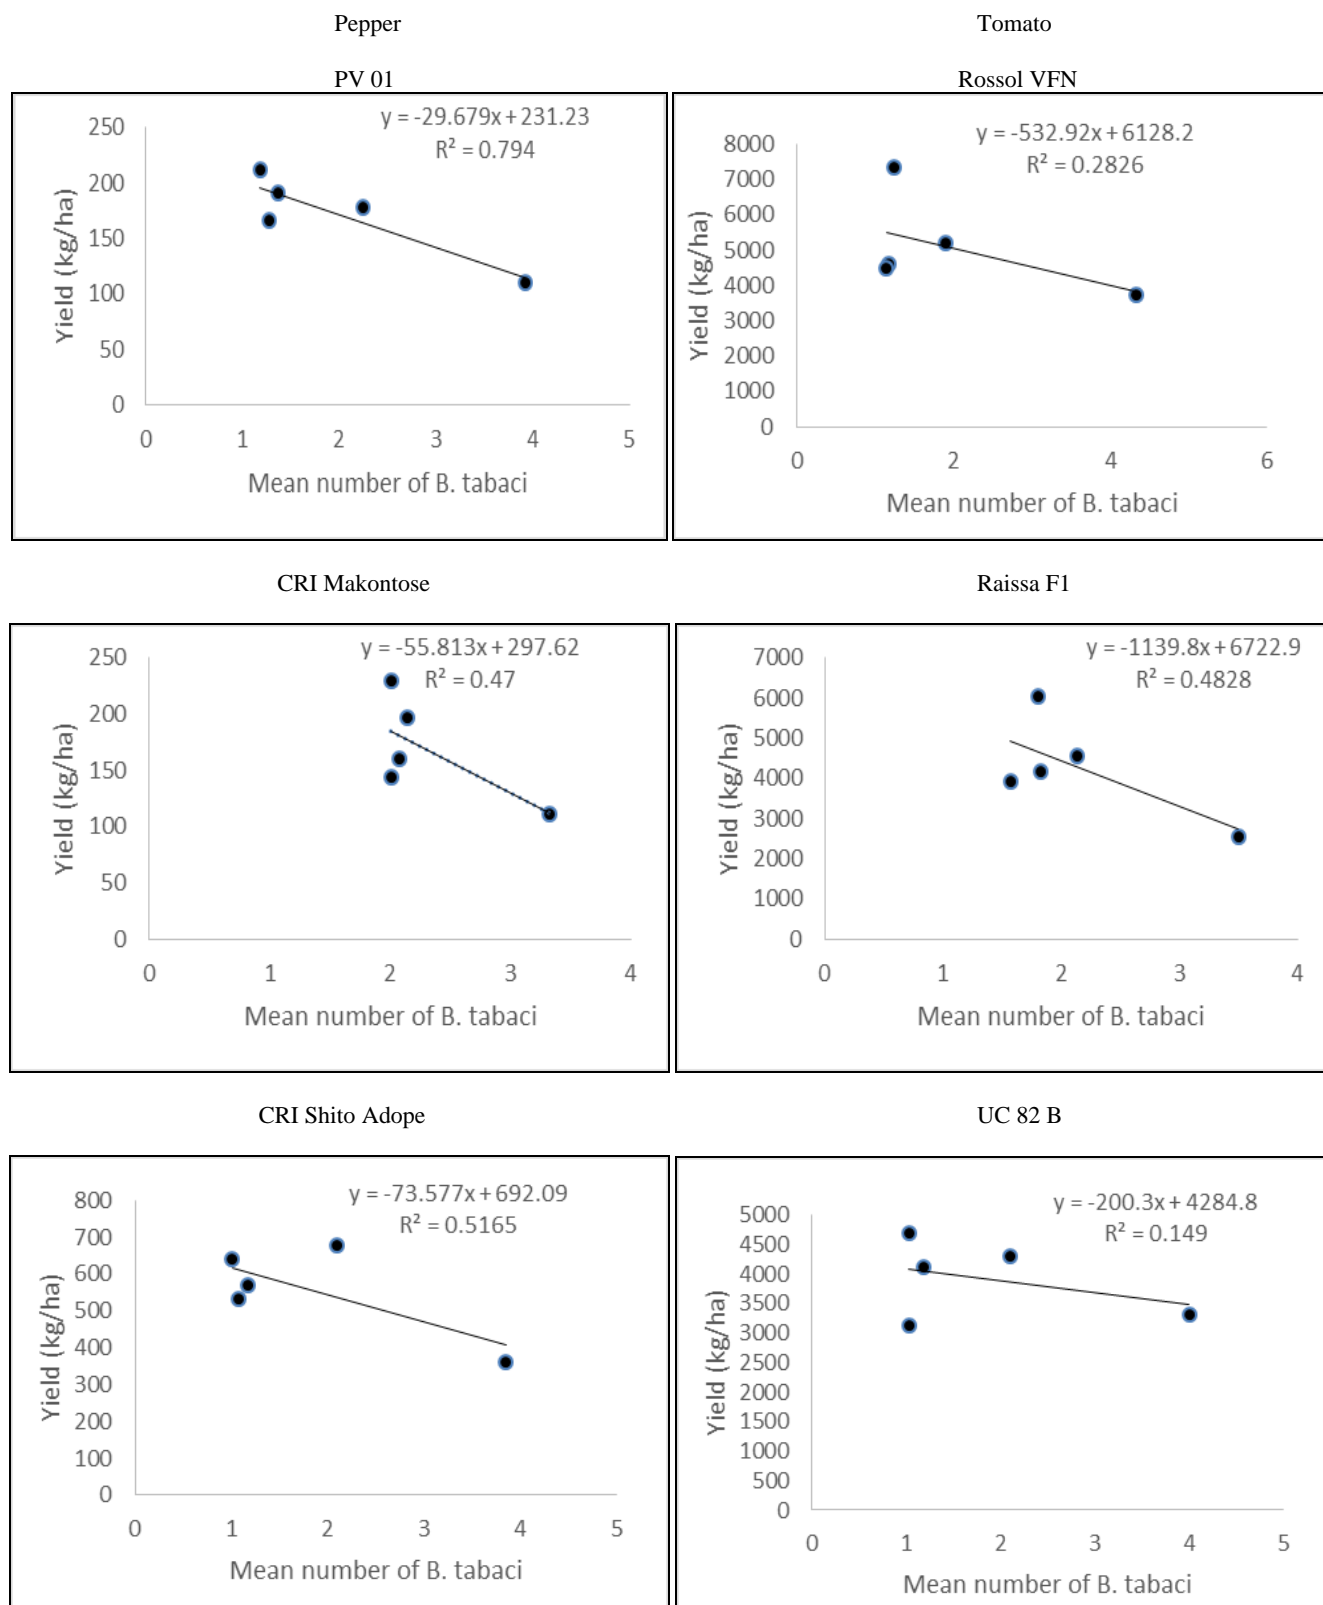 Pepper
Tomato
PV 01
Rossol VFN
y = -29.679x + 231.23
R² = 0.794
250
200
150
100
50
0
0 1 2 3 4 5
Yield (kg/ha)
Mean number of B. tabaci
y = -532.92x + 6128.2
R² = 0.2826
8000
7000
6000
5000
4000
3000
2000
1000
0
0 2 4 6
Yield (kg/ha)
Mean number of B. tabaci
CRI Makontose
Raissa F1
y = -55.813x + 297.62
R² = 0.47
250
200
150
100
50
0
0 1 2 3 4
Yield (kg/ha)
Mean number of B. tabaci
y = -1139.8x + 6722.9
R² = 0.4828
7000
6000
5000
4000
3000
2000
1000
0
0 1 2 3 4
Yield (kg/ha)
Mean number of B. tabaci
CRI Shito Adope
UC 82 B
y = -73.577x + 692.09
R² = 0.5165
800
700
600
500
400
300
200
100
0
0 1 2 3 4 5
Yield (kg/ha)
Mean number of B. tabaci
y = -200.3x + 4284.8
R² = 0.149
5000
4500
4000
3500
3000
2500
2000
1500
1000
500
0
0 1 2 3 4 5
Yield (kg/ha)
Mean number of B. tabaci